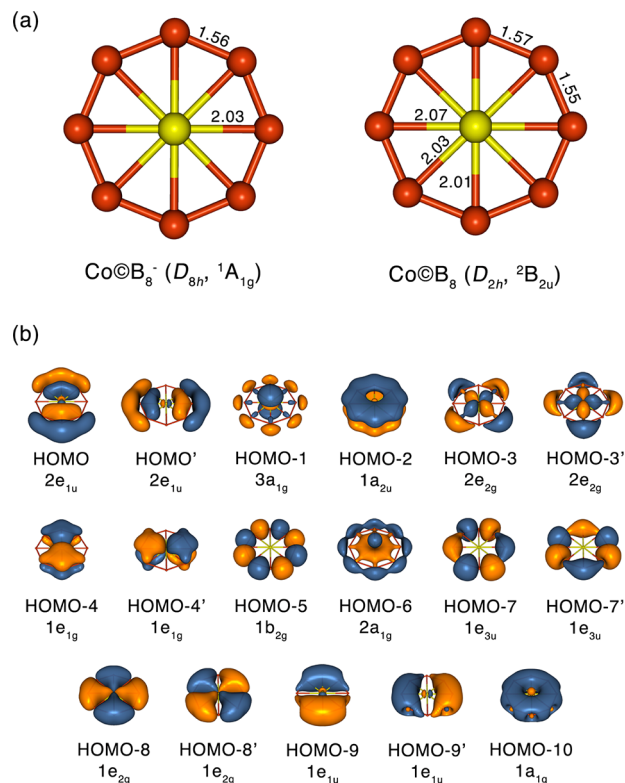 (a)
1.56
2.03
1.57
1.55
2.07
2.03
2.01
Co©B₈⁻ (D₈ₕ, ¹A₁g)
Co©B₈ (D₂ₕ, ²B₂ᵤ)
(b)
HOMO HOMO' HOMO-1 HOMO-2 HOMO-3 HOMO-3'
2e₁ᵤ 2e₁ᵤ 3a₁g 1a₂ᵤ 2e₂g 2e₂g
HOMO-4 HOMO-4' HOMO-5 HOMO-6 HOMO-7 HOMO-7'
1e₁g 1e₁g 1b₂g 2a₁g 1e₃ᵤ 1e₃ᵤ
HOMO-8 HOMO-8' HOMO-9 HOMO-9' HOMO-10
1e₂g 1e₂g 1e₁ᵤ 1e₁ᵤ 1a₁g